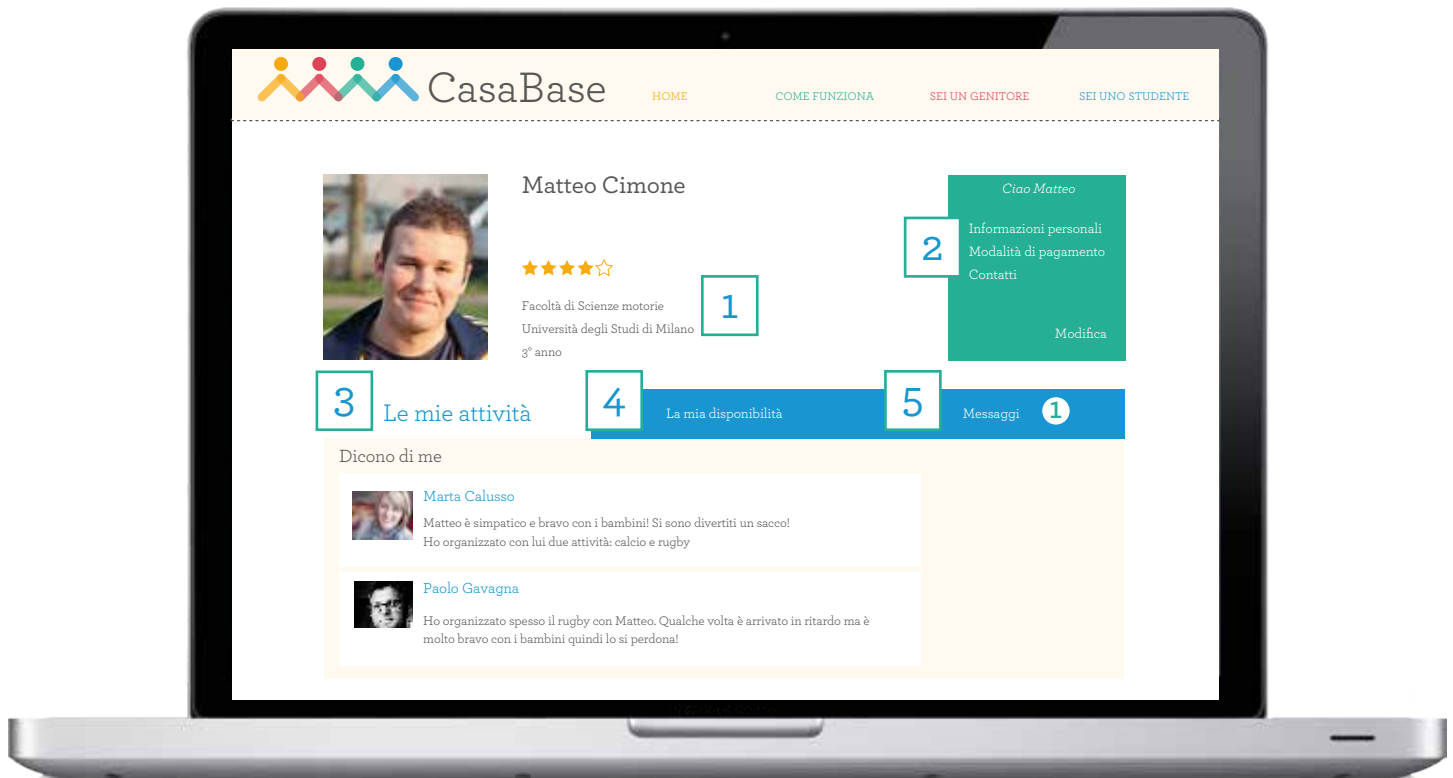 CasaBase
HOME
COME FUNZIONA
SEI UN GENITORE
SEI UNO STUDENTE
Matteo Cimone
Facoltà di Scienze motorie
Università degli Studi di Milano
3° anno
1
Ciao Matteo
2
Informazioni personali
Modalità di pagamento
Contatti
Modifica
3
Le mie attività
4
La mia disponibilità
5
Messaggi 1
Dicono di me
Marta Calusso
Matteo è simpatico e bravo con i bambini! Si sono divertiti un sacco!
Ho organizzato con lui due attività: calcio e rugby
Paolo Gavagna
Ho organizzato spesso il rugby con Matteo. Qualche volta è arrivato in ritardo ma è
molto bravo con i bambini quindi lo si perdona!